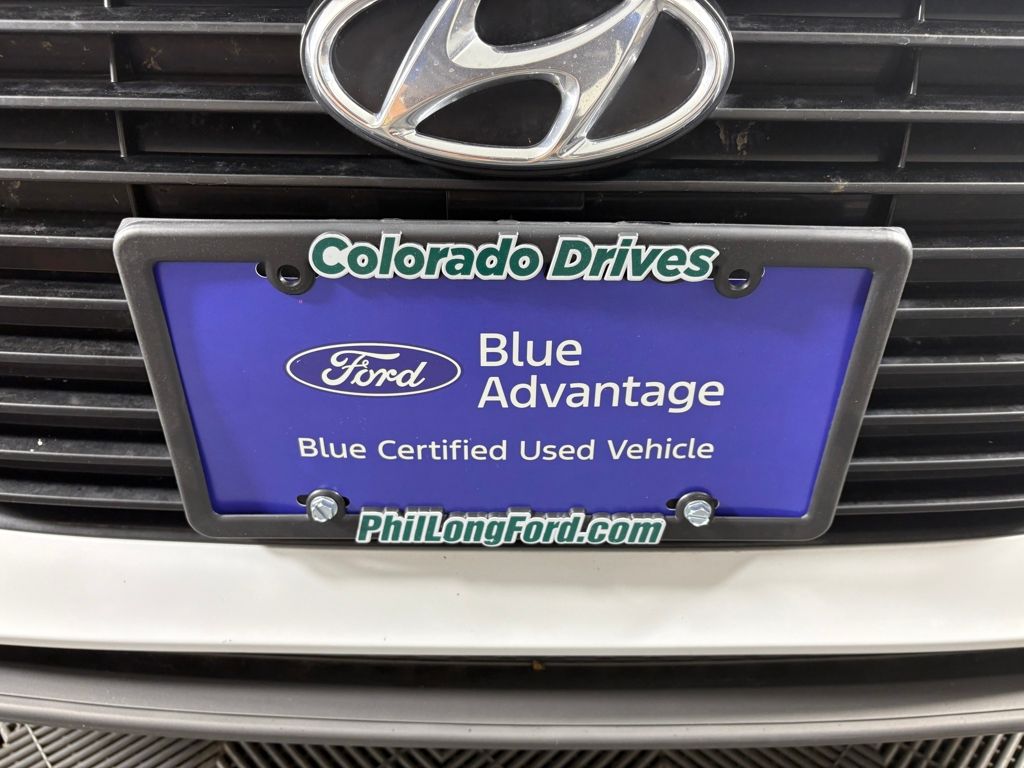 Colorado Drives
Ford
Blue
Advantage
Blue Certified Used Vehicle
PhilLongFord.com